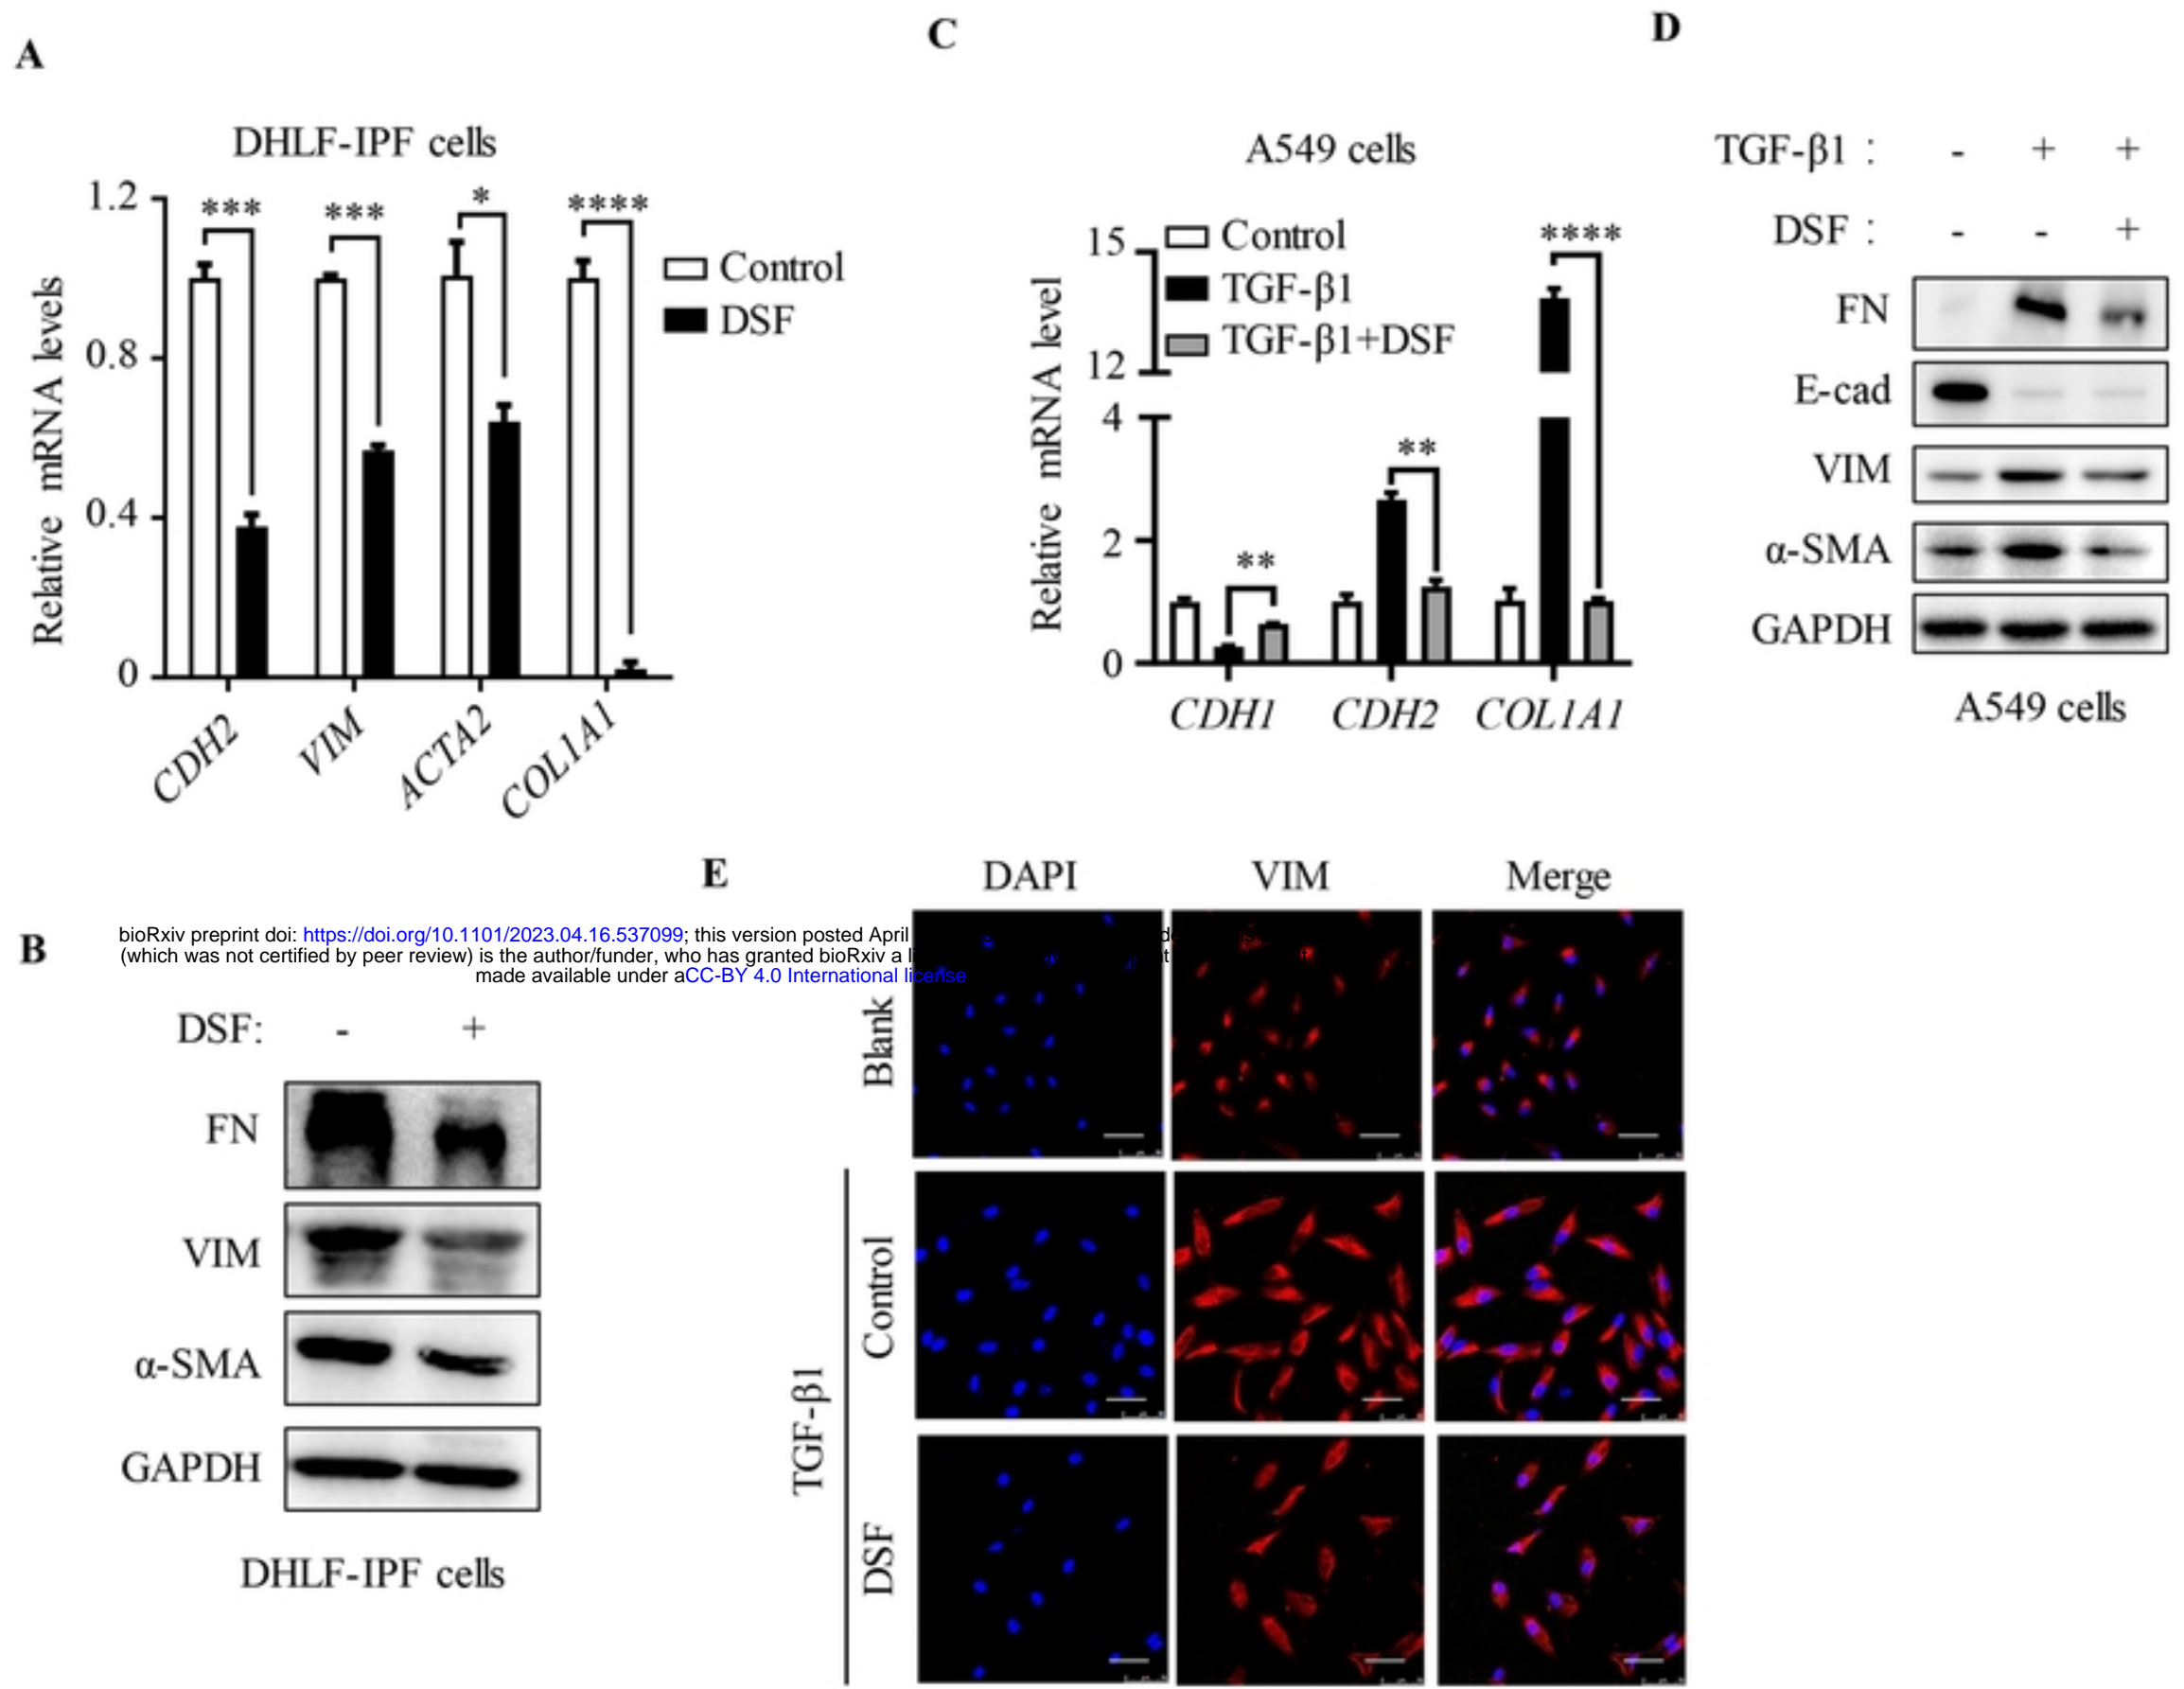 A
DHLF-IPF cells
Relative mRNA levels
1.2
0.8
0.4
0
***
***
*
****
Control
DSF
CDH2
VIM
ACTA2
COL1A1
C
A549 cells
Relative mRNA level
15
12
4
2
0
Control
TGF-β1
TGF-β1+DSF
**
**
****
CDH1
CDH2
COL1A1
D
TGF-β1 : - + +
DSF : - - +
FN
E-cad
VIM
α-SMA
GAPDH
A549 cells
B
bioRxiv preprint doi: https://doi.org/10.1101/2023.04.16.537099; this version posted April
(which was not certified by peer review) is the author/funder, who has granted bioRxiv a
made available under aCC-BY 4.0 International license
DSF: - +
FN
VIM
α-SMA
GAPDH
DHLF-IPF cells
E
DAPI VIM Merge
Blank
TGF-β1
Control
DSF